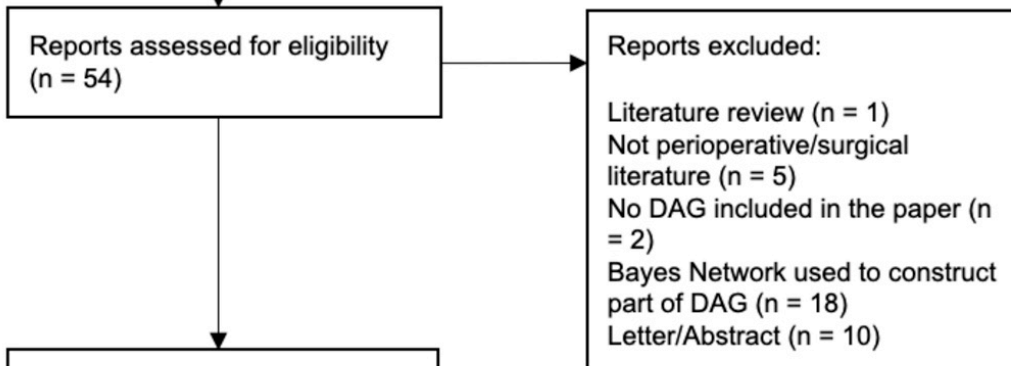 Reports assessed for eligibility
(n = 54)
Reports excluded:
Literature review (n = 1)
Not perioperative/surgical
literature (n = 5)
No DAG included in the paper (n
= 2)
Bayes Network used to construct
part of DAG (n = 18)
Letter/Abstract (n = 10)